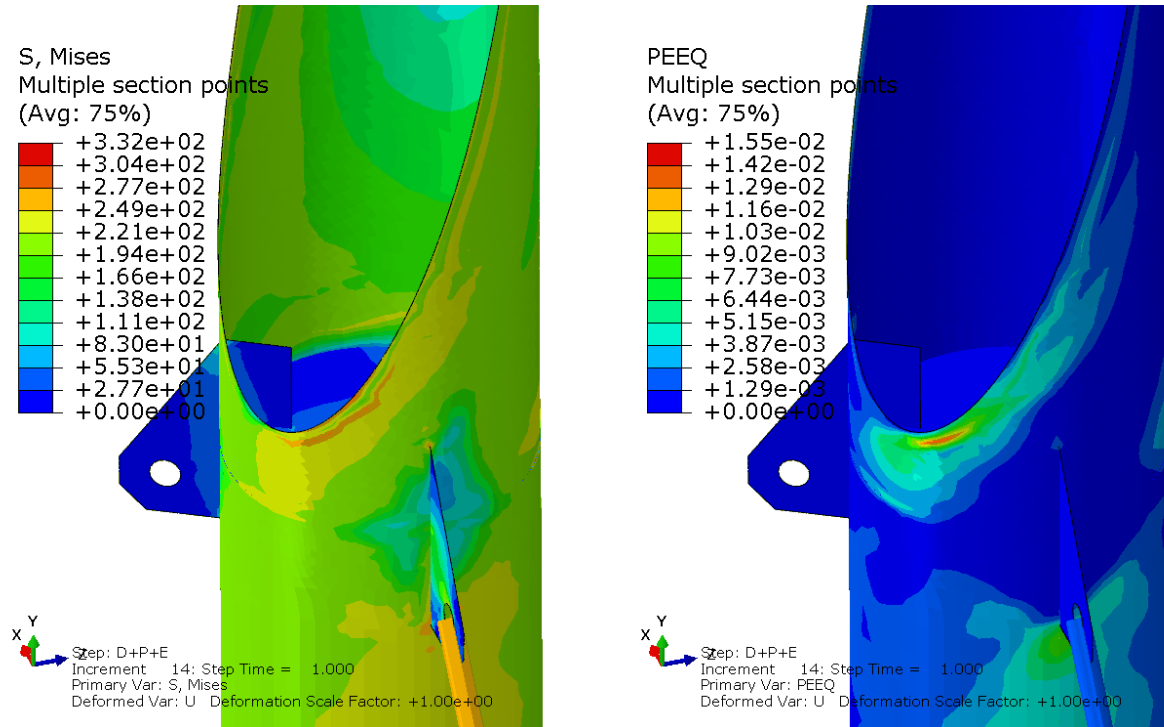 S, Mises
Multiple section points
(Avg: 75%)
+3.32e+02
+3.04e+02
+2.77e+02
+2.49e+02
+2.21e+02
+1.94e+02
+1.66e+02
+1.38e+02
+1.11e+02
+8.30e+01
+5.53e+01
+2.77e+01
+0.00e+00
Y
X
Z
Step: D+P+E
Increment 14: Step Time = 1.000
Primary Var: S, Mises
Deformed Var: U Deformation Scale Factor: +1.00e+00
PEEQ
Multiple section points
(Avg: 75%)
+1.55e-02
+1.42e-02
+1.29e-02
+1.16e-02
+1.03e-02
+9.02e-03
+7.73e-03
+6.44e-03
+5.15e-03
+3.87e-03
+2.58e-03
+1.29e-03
+0.00e+00
Y
X
Z
Step: D+P+E
Increment 14: Step Time = 1.000
Primary Var: PEEQ
Deformed Var: U Deformation Scale Factor: +1.00e+00